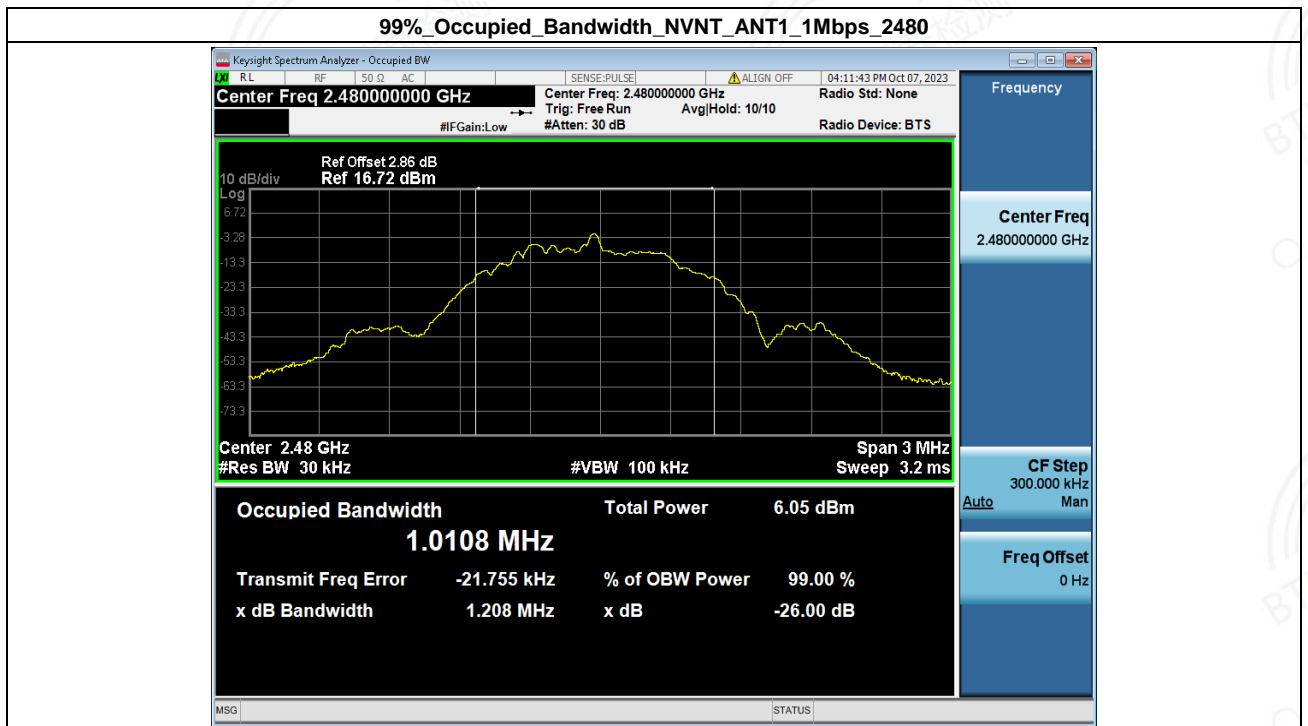 99%_Occupied_Bandwidth_NVNT_ANT1_1Mbps_2480
Keysight Spectrum Analyzer - Occupied BW
LXI RL RF 50 Ω AC SENSE:PULSE ALIGN OFF 04:11:43 PM Oct 07, 2023
Center Freq 2.480000000 GHz
Center Freq: 2.480000000 GHz Radio Std: None
Trig: Free Run Avg|Hold: 10/10
#IFGain:Low #Atten: 30 dB Radio Device: BTS
Frequency
Ref Offset 2.86 dB
10 dB/div Ref 16.72 dBm
Log
6.72
-3.28
-13.3
-23.3
-33.3
-43.3
-53.3
-63.3
-73.3
Center 2.48 GHz Span 3 MHz
#Res BW 30 kHz #VBW 100 kHz Sweep 3.2 ms
Center Freq
2.480000000 GHz
CF Step
300.000 kHz
Auto Man
Freq Offset
0 Hz
Occupied Bandwidth Total Power 6.05 dBm
1.0108 MHz
Transmit Freq Error -21.755 kHz % of OBW Power 99.00 %
x dB Bandwidth 1.208 MHz x dB -26.00 dB
MSG STATUS